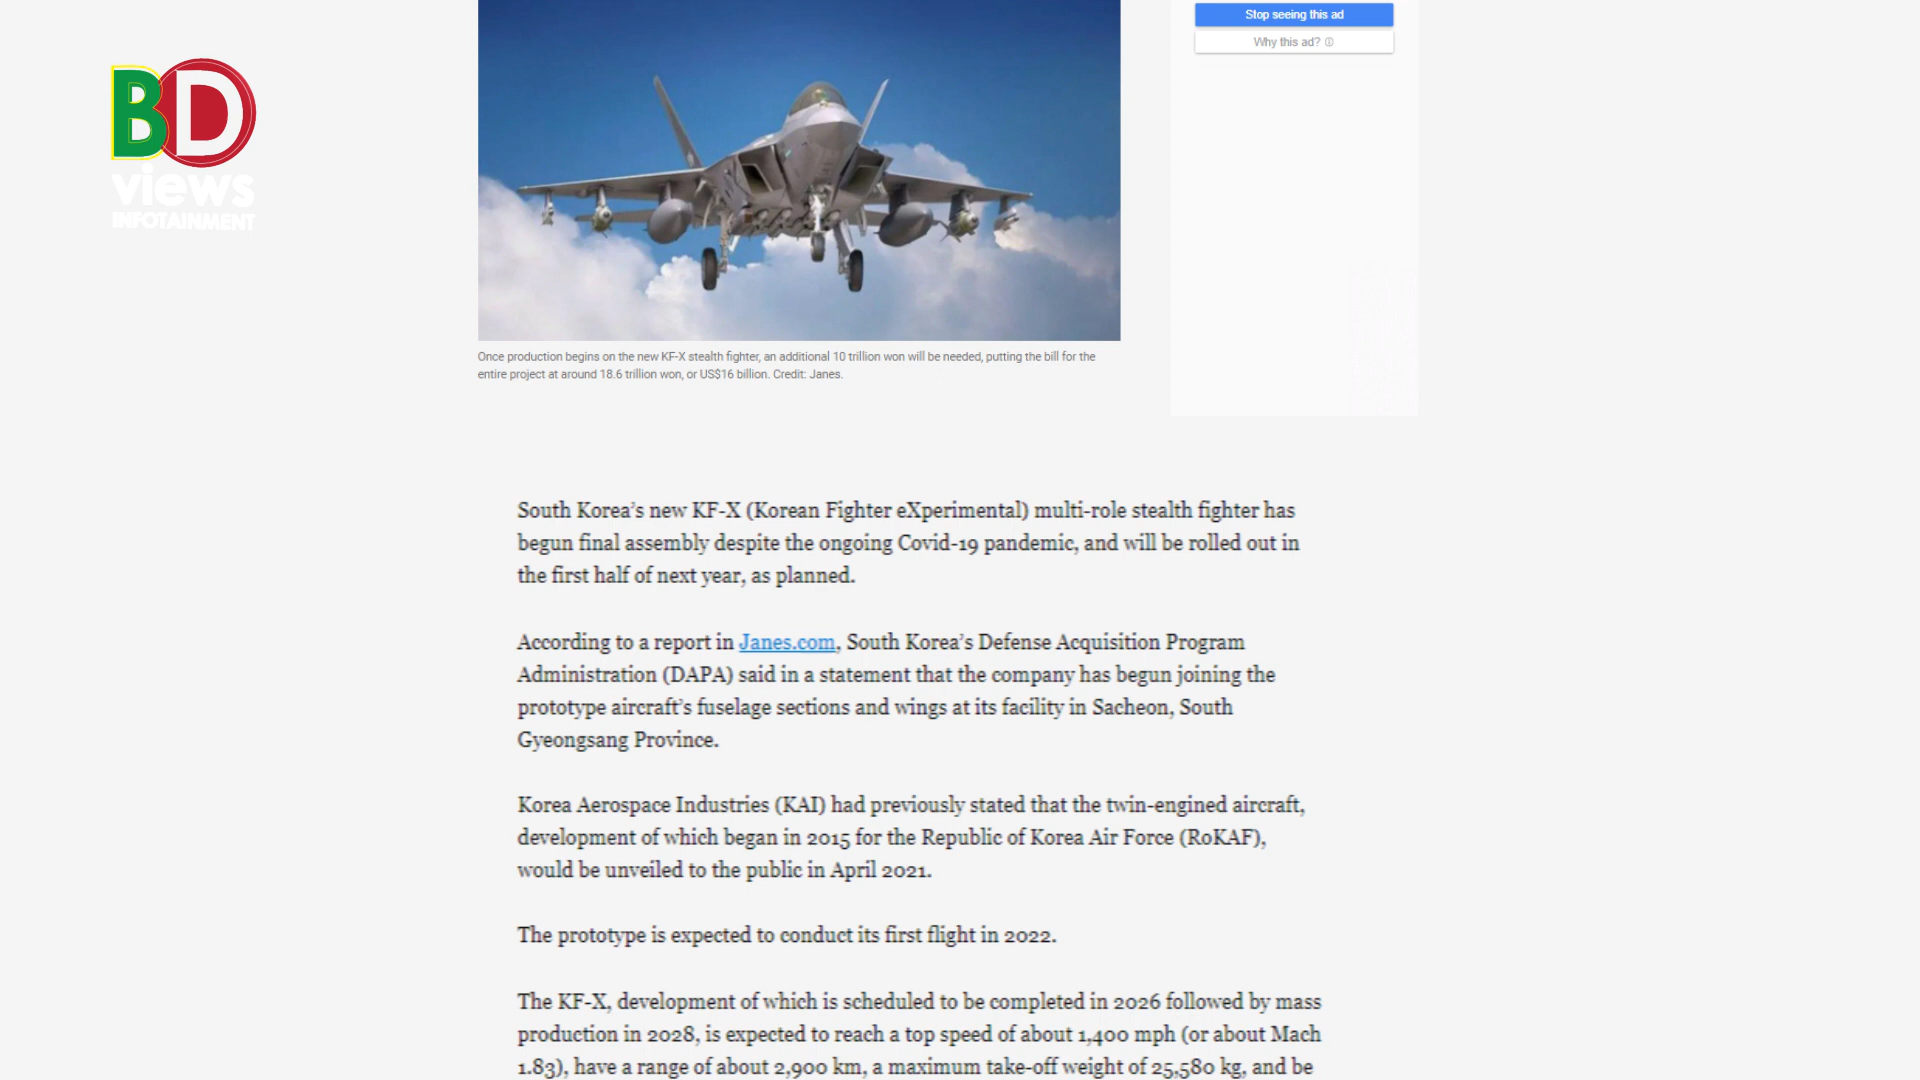 BD
views
INFOTAINMENT
Stop seeing this ad
Why this ad?
Once production begins on the new KF-X stealth fighter, an additional 10 trillion won will be needed, putting the bill for the
entire project at around 18.6 trillion won, or US$16 billion. Credit: Janes.
South Korea’s new KF-X (Korean Fighter eXperimental) multi-role stealth fighter has
begun final assembly despite the ongoing Covid-19 pandemic, and will be rolled out in
the first half of next year, as planned.
According to a report in Janes.com, South Korea’s Defense Acquisition Program
Administration (DAPA) said in a statement that the company has begun joining the
prototype aircraft’s fuselage sections and wings at its facility in Sacheon, South
Gyeongsang Province.
Korea Aerospace Industries (KAI) had previously stated that the twin-engined aircraft,
development of which began in 2015 for the Republic of Korea Air Force (RoKAF),
would be unveiled to the public in April 2021.
The prototype is expected to conduct its first flight in 2022.
The KF-X, development of which is scheduled to be completed in 2026 followed by mass
production in 2028, is expected to reach a top speed of about 1,400 mph (or about Mach
1.83), have a range of about 2,900 km, a maximum take-off weight of 25,580 kg, and be